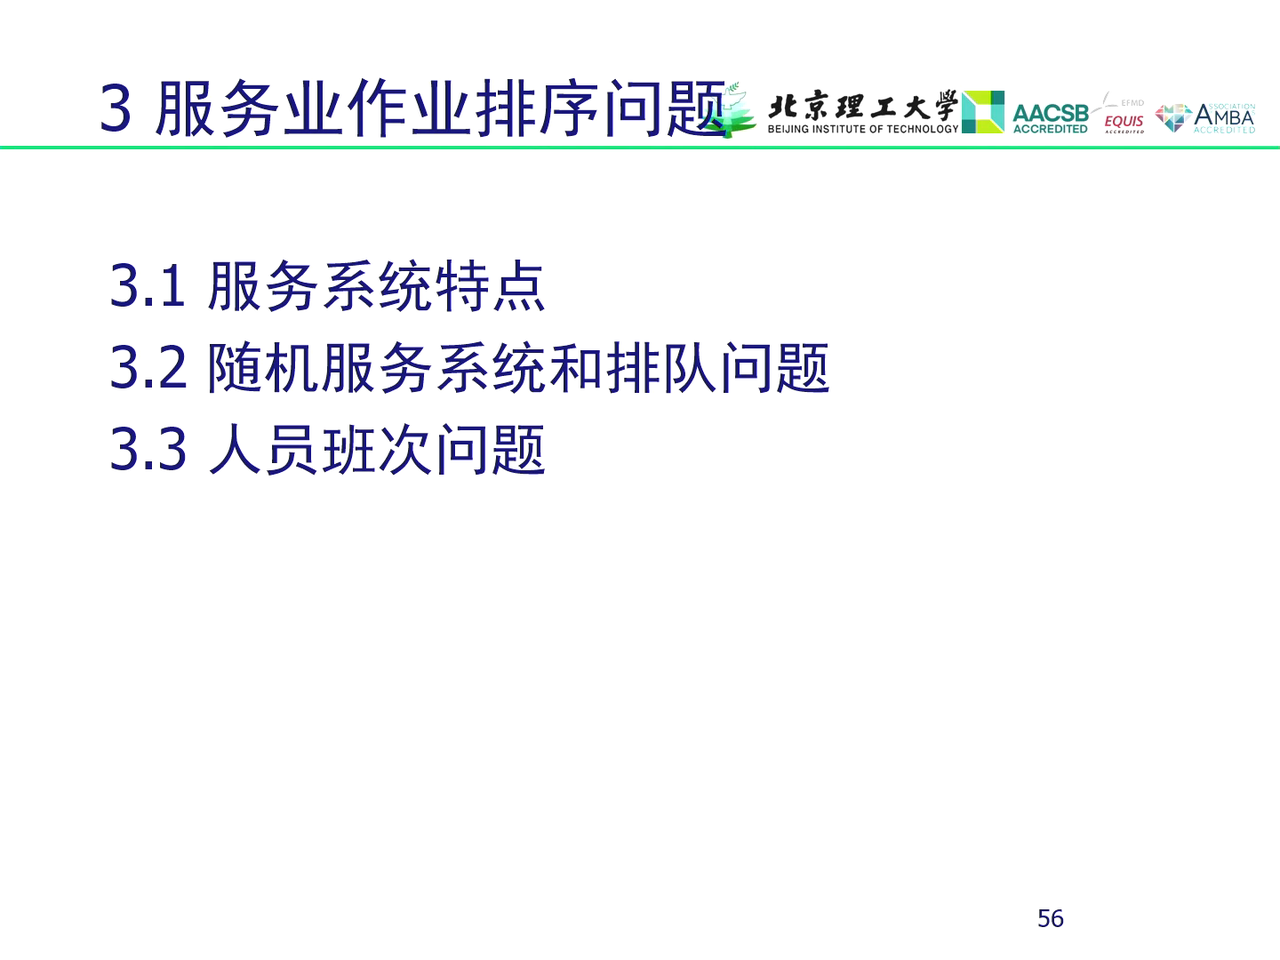 3 服务业作业排序问题
北京理工大学
BEIJING INSTITUTE OF TECHNOLOGY
AACSB
ACCREDITED
EFMD
EQUIS
ACCREDITED
ASSOCIATION
AMBA
ACCREDITED
3.1 服务系统特点
3.2 随机服务系统和排队问题
3.3 人员班次问题
56